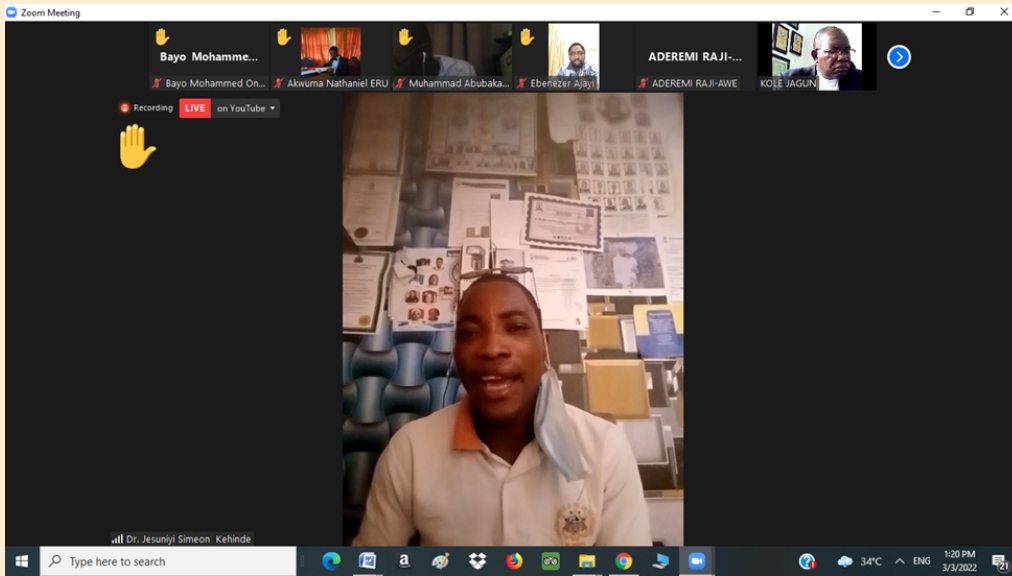 Zoom Meeting
Bayo Mohamme...
ADEREMI RAJI-...
Bayo Mohammed On...
Akwuma Nathaniel ERU
Muhammad Abubaka...
Ebenezer Ajayi
ADEREMI RAJI-AWE
KOLE JAGUN
Recording
LIVE
on YouTube
Dr. Jesuniyi Simeon Kehinde
Type here to search
34°C
ENG
1:20 PM
3/3/2022
21